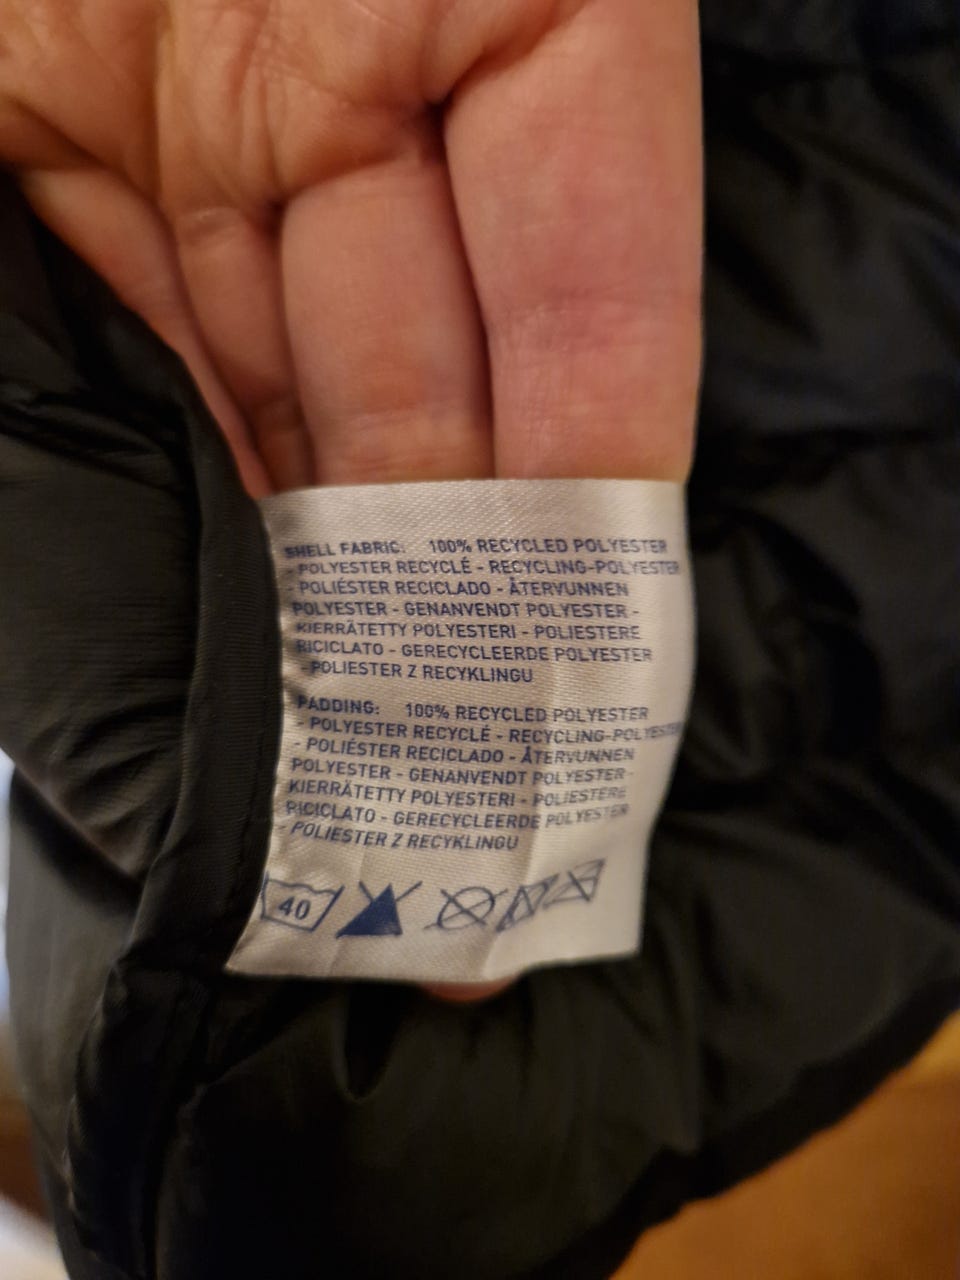 SHELL FABRIC: 100% RECYCLED POLYESTER
- POLYESTER RECYCLÉ - RECYCLING-POLYESTER
- POLIÉSTER RECICLADO - ÅTERVUNNEN
POLYESTER - GENANVENDT POLYESTER -
KIERRÄTETTY POLYESTERI - POLIESTERE
RICICLATO - GERECYCLEERDE POLYESTER
- POLIESTER Z RECYKLINGU
PADDING: 100% RECYCLED POLYESTER
- POLYESTER RECYCLÉ - RECYCLING-POLYESTER
- POLIÉSTER RECICLADO - ÅTERVUNNEN
POLYESTER - GENANVENDT POLYESTER -
KIERRÄTETTY POLYESTERI - POLIESTERE
RICICLATO - GERECYCLEERDE POLYESTER
- POLIESTER Z RECYKLINGU
40